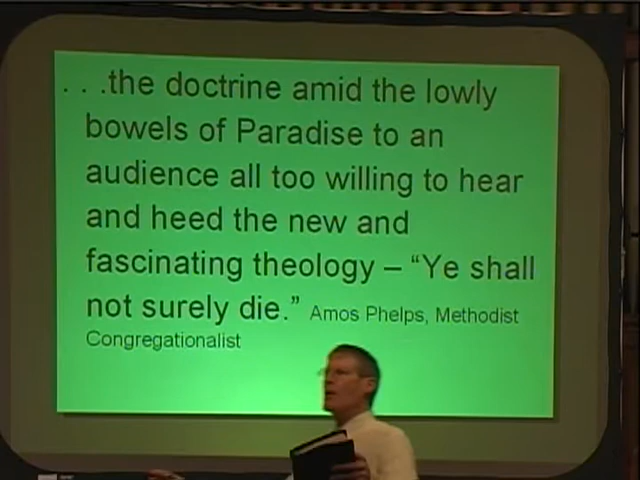 . . .the doctrine amid the lowly
bowels of Paradise to an
audience all too willing to hear
and heed the new and
fascinating theology – “Ye shall
not surely die.” Amos Phelps, Methodist
Congregationalist